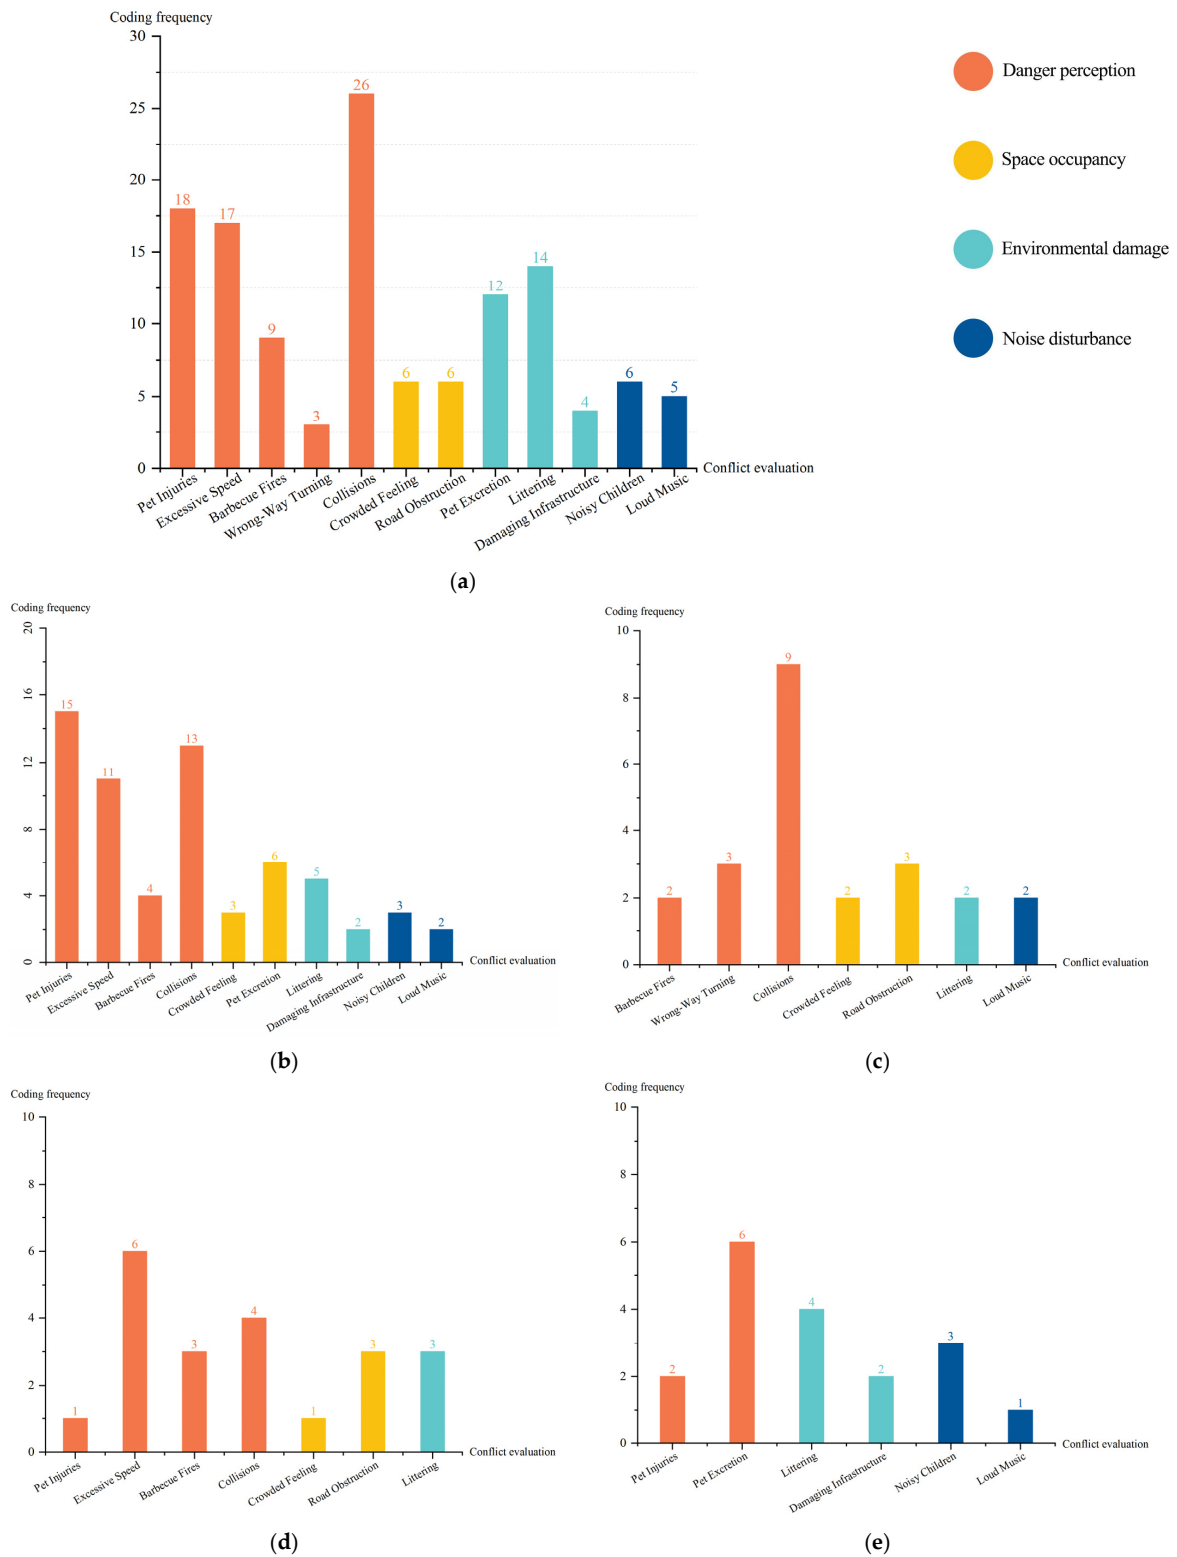 Coding frequency
30
25
20
15
10
5
0
18
17
9
3
26
6
6
12
14
4
6
5
Conflict evaluation
Pet Injuries
Excessive Speed
Barbecue Fires
Wrong-Way Turning
Collisions
Crowded Feeling
Road Obstruction
Pet Excretion
Littering
Damaging Infrastructure
Noisy Children
Loud Music
Danger perception
Space occupancy
Environmental damage
Noise disturbance
(a)
Coding frequency
20
16
12
8
4
0
15
11
4
13
3
6
5
2
3
2
Conflict evaluation
Pet Injuries
Excessive Speed
Barbecue Fires
Collisions
Crowded Feeling
Pet Excretion
Littering
Damaging Infrastructure
Noisy Children
Loud Music
(b)
Coding frequency
10
8
6
4
2
0
2
3
9
2
3
2
2
Conflict evaluation
Barbecue Fires
Wrong-Way Turning
Collisions
Crowded Feeling
Road Obstruction
Littering
Loud Music
(c)
Coding frequency
10
8
6
4
2
0
1
6
3
4
1
3
3
Conflict evaluation
Pet Injuries
Excessive Speed
Barbecue Fires
Collisions
Crowded Feeling
Road Obstruction
Littering
(d)
Coding frequency
10
8
6
4
2
0
2
6
4
2
3
1
Conflict evaluation
Pet Injuries
Pet Excretion
Littering
Damaging Infrastructure
Noisy Children
Loud Music
(e)